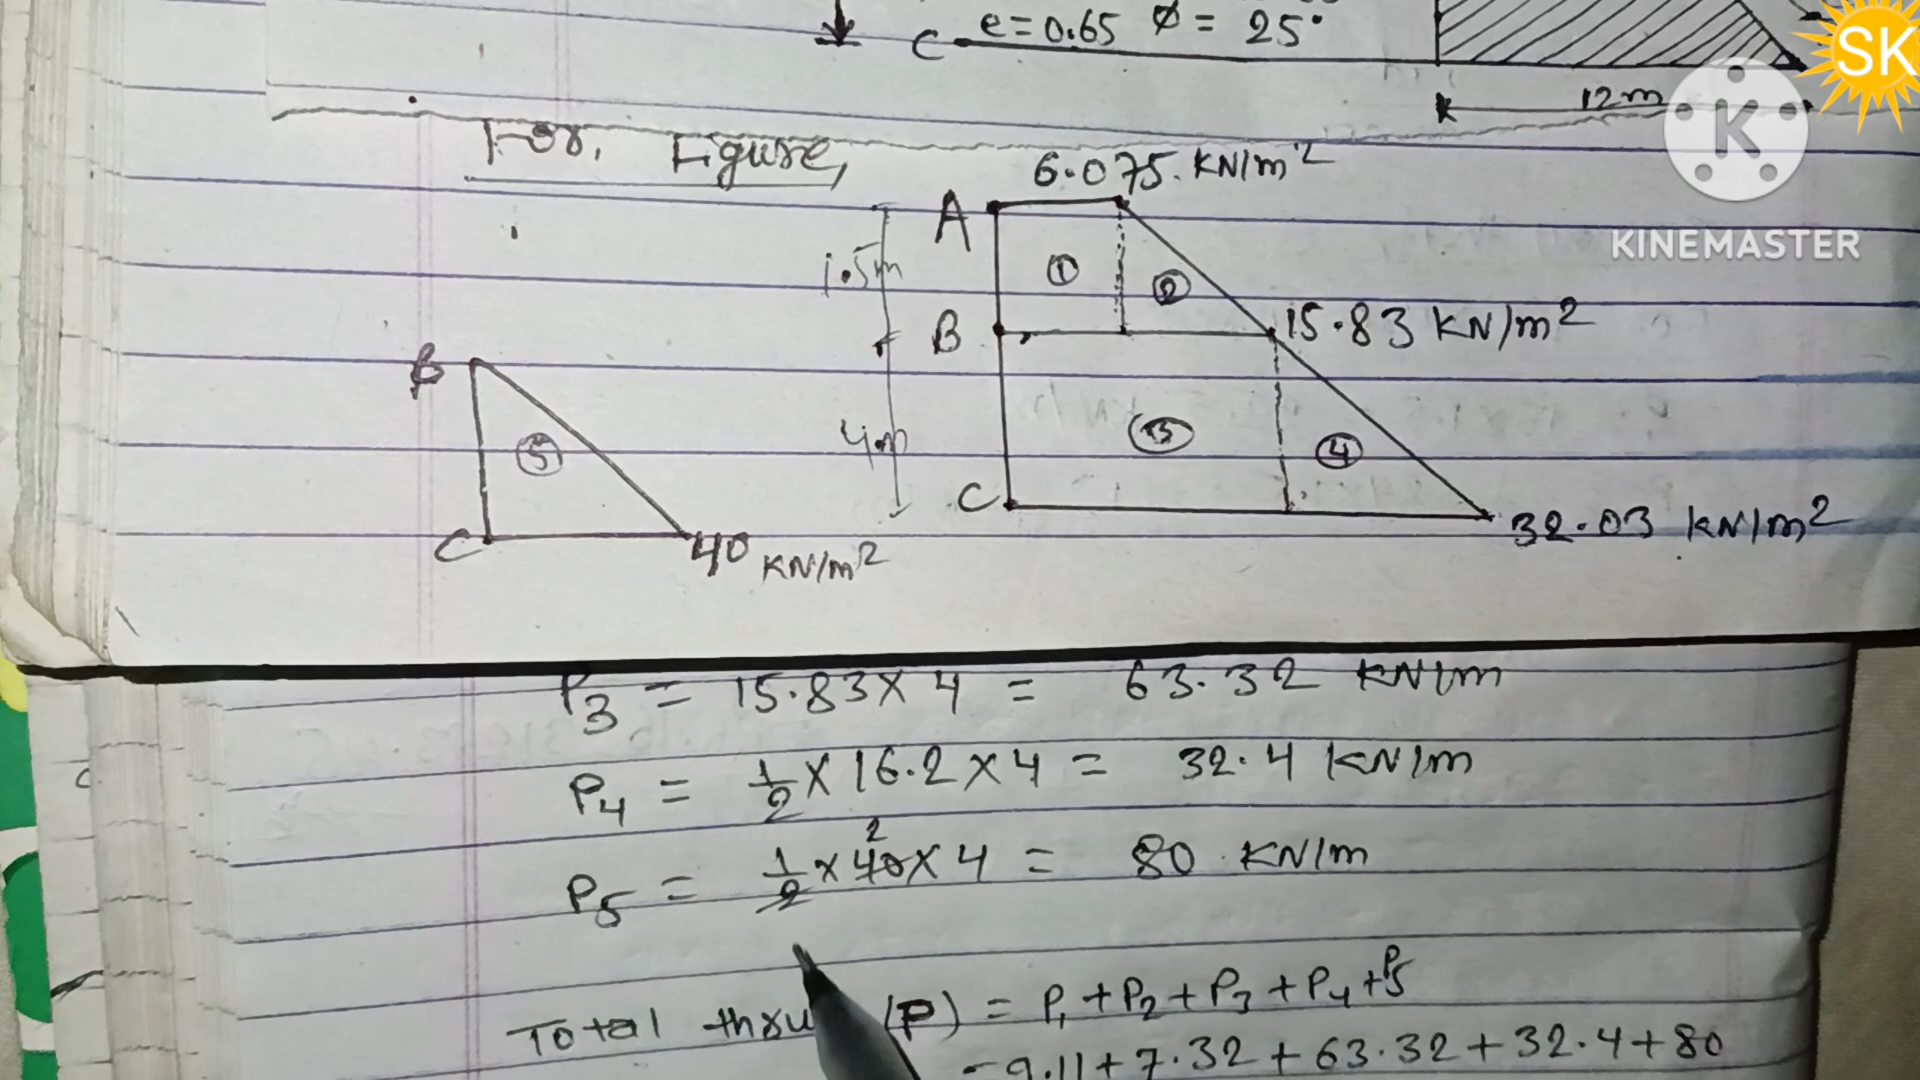 C e=0.65 Ø = 25°
SK
12m
K
KINEMASTER
For, Figure,
6.075. KN/m²
A
1.5m ① ②
B 15.83 KN/m²
B
4m ③ ④
⑤
C 32.03 KN/m²
C 40 KN/m²
P3 = 15.83 × 4 = 63.32 KN/m
P4 = 1/2 × 16.2 × 4 = 32.4 KN/m
2
P5 = 1/2 × 40 × 4 = 80 KN/m
Total (P) = P1 + P2 + P3 + P4 + P5
= 9.11 + 7.32 + 63.32 + 32.4 + 80